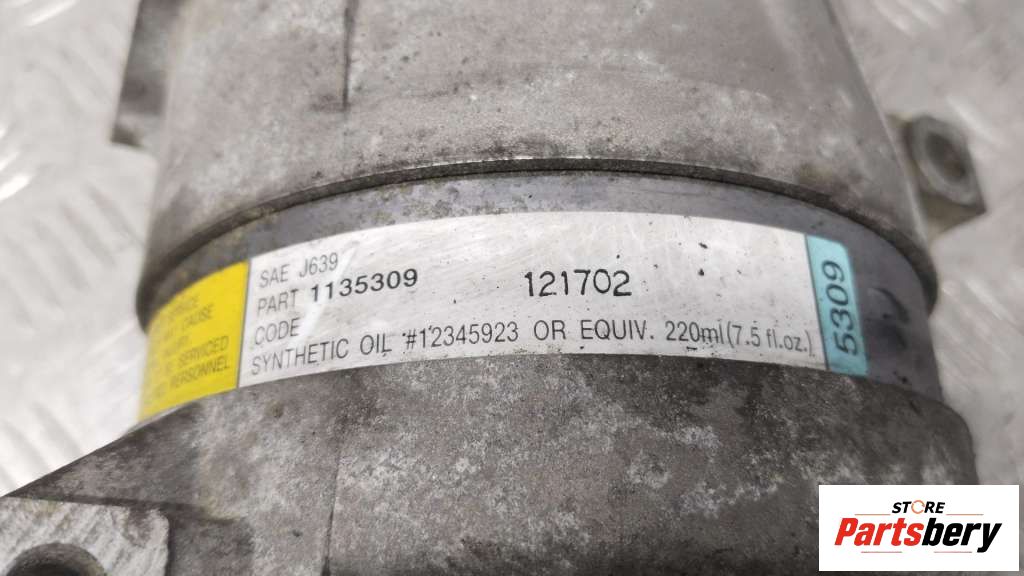 SAE J639
PART 1135309 121702
CODE
SYNTHETIC OIL #12345923 OR EQUIV. 220ml(7.5 fl.oz.)
5309
CAUSE
SERVICED
PERSONNEL
STORE
Partsbery